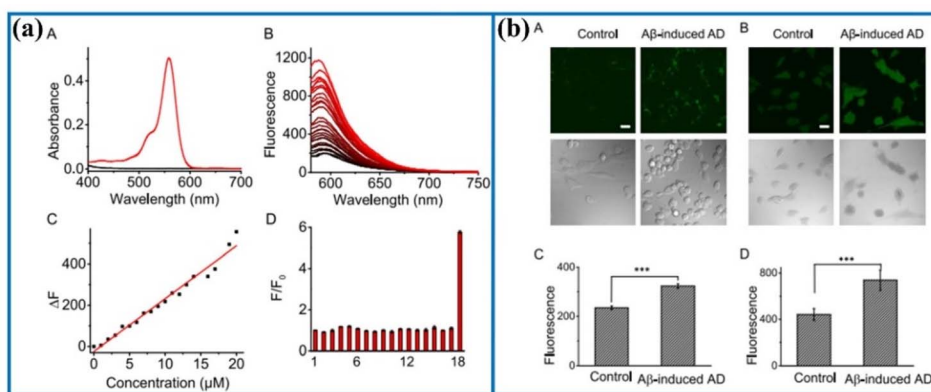 (a)
A
Absorbance
0.4
0.2
0.0
400 500 600 700
Wavelength (nm)
B
Fluorescence
1200
800
400
0
600 650 700 750
Wavelength (nm)
C
ΔF
400
200
0
0 5 10 15 20
Concentration (μM)
D
F/F0
6
4
2
0
1 6 12 18
(b)
A
Control Aβ-induced AD
B
Control Aβ-induced AD
C
Fluorescence
400
200
0
***
Control Aβ-induced AD
D
Fluorescence
800
400
0
***
Control Aβ-induced AD